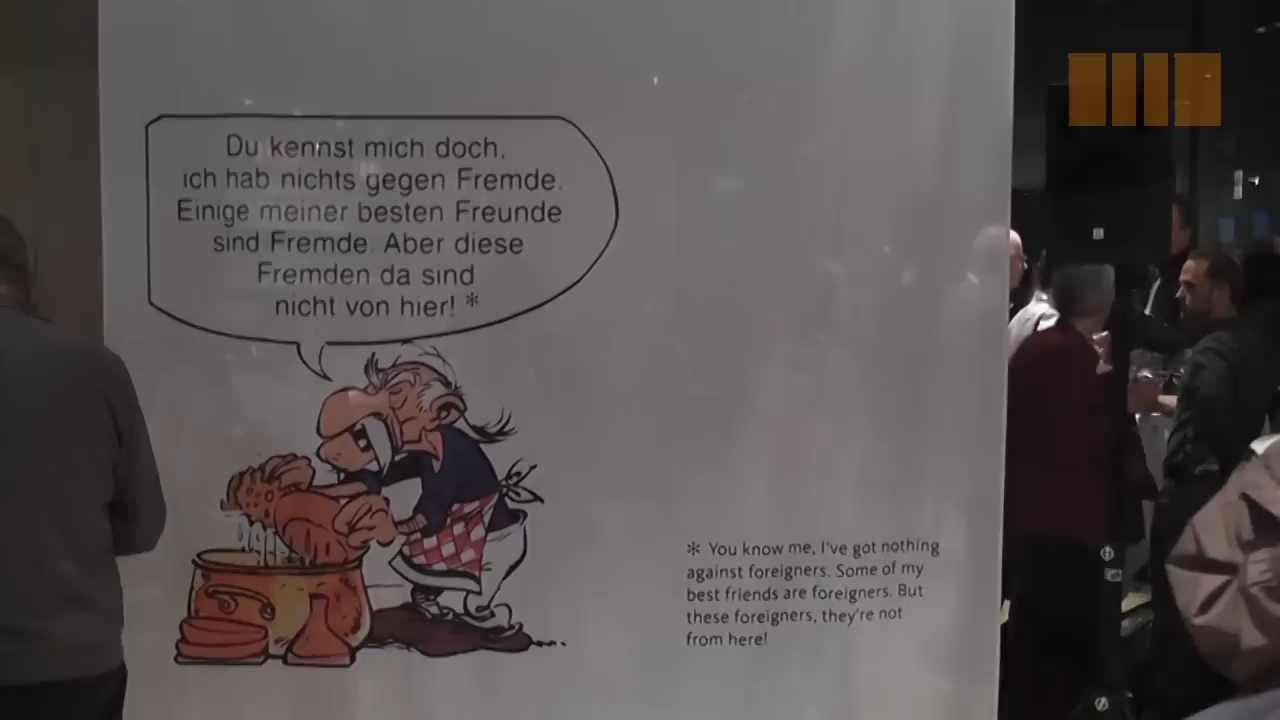 Du kennst mich doch,
ich hab nichts gegen Fremde.
Einige meiner besten Freunde
sind Fremde. Aber diese
Fremden da sind
nicht von hier! *
* You know me, I've got nothing
against foreigners. Some of my
best friends are foreigners. But
these foreigners, they're not
from here!